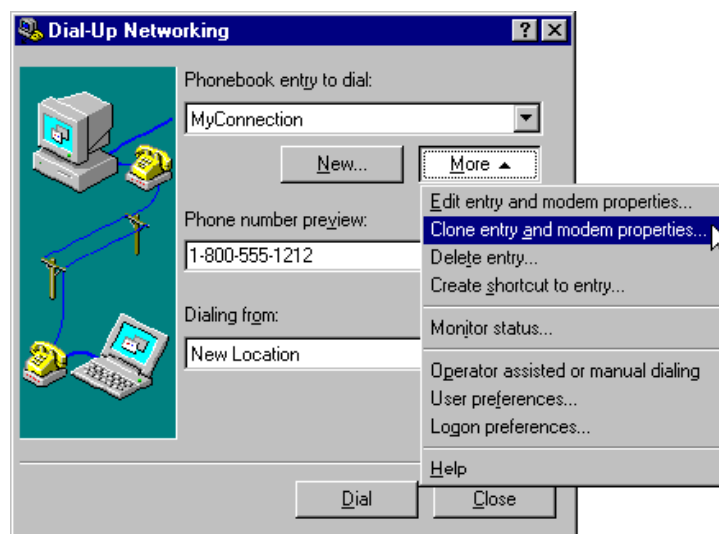 Dial-Up Networking
Phonebook entry to dial:
MyConnection
New... More
Edit entry and modem properties...
Clone entry and modem properties...
Delete entry...
Create shortcut to entry...
Monitor status...
Operator assisted or manual dialing
User preferences...
Logon preferences...
Help
Phone number preview:
1-800-555-1212
Dialing from:
New Location
Dial Close